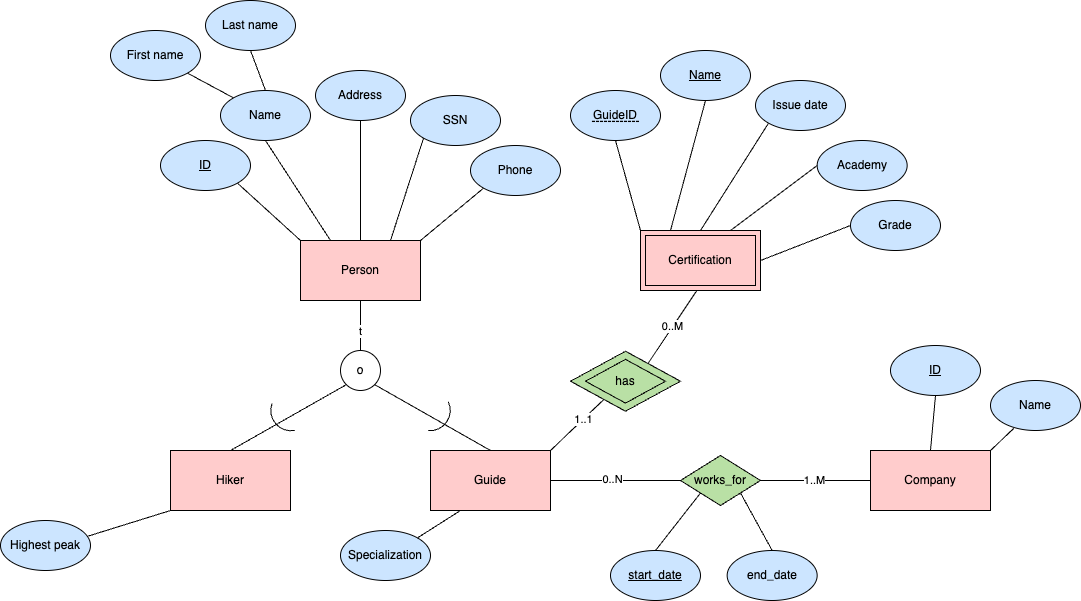 Last name
First name
Name
Address
SSN
ID
Phone
Person
t
o
Hiker
Guide
Highest peak
Specialization
Name
GuideID
Issue date
Academy
Grade
Certification
0..M
has
1..1
0..N
works_for
1..M
Company
ID
Name
start_date
end_date